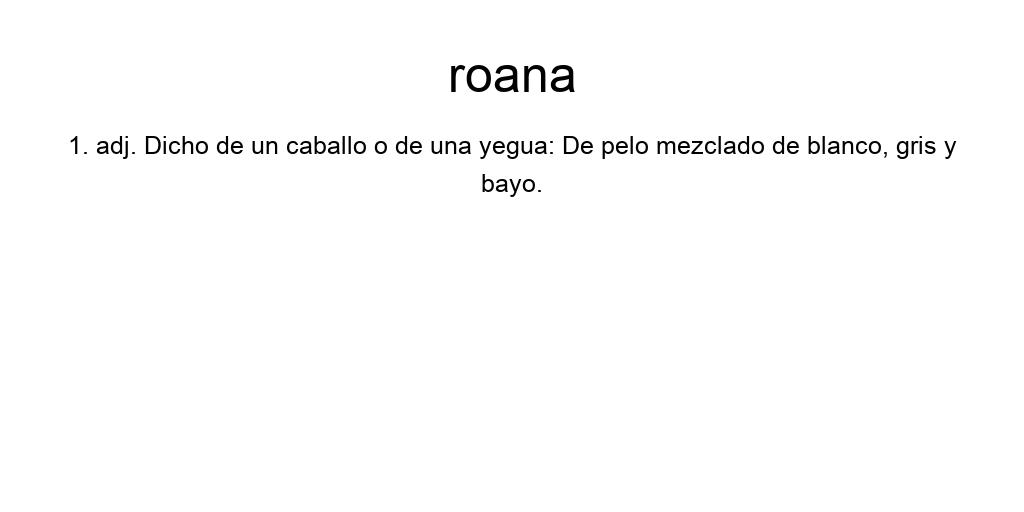 roana
1. adj. Dicho de un caballo o de una yegua: De pelo mezclado de blanco, gris y
bayo.